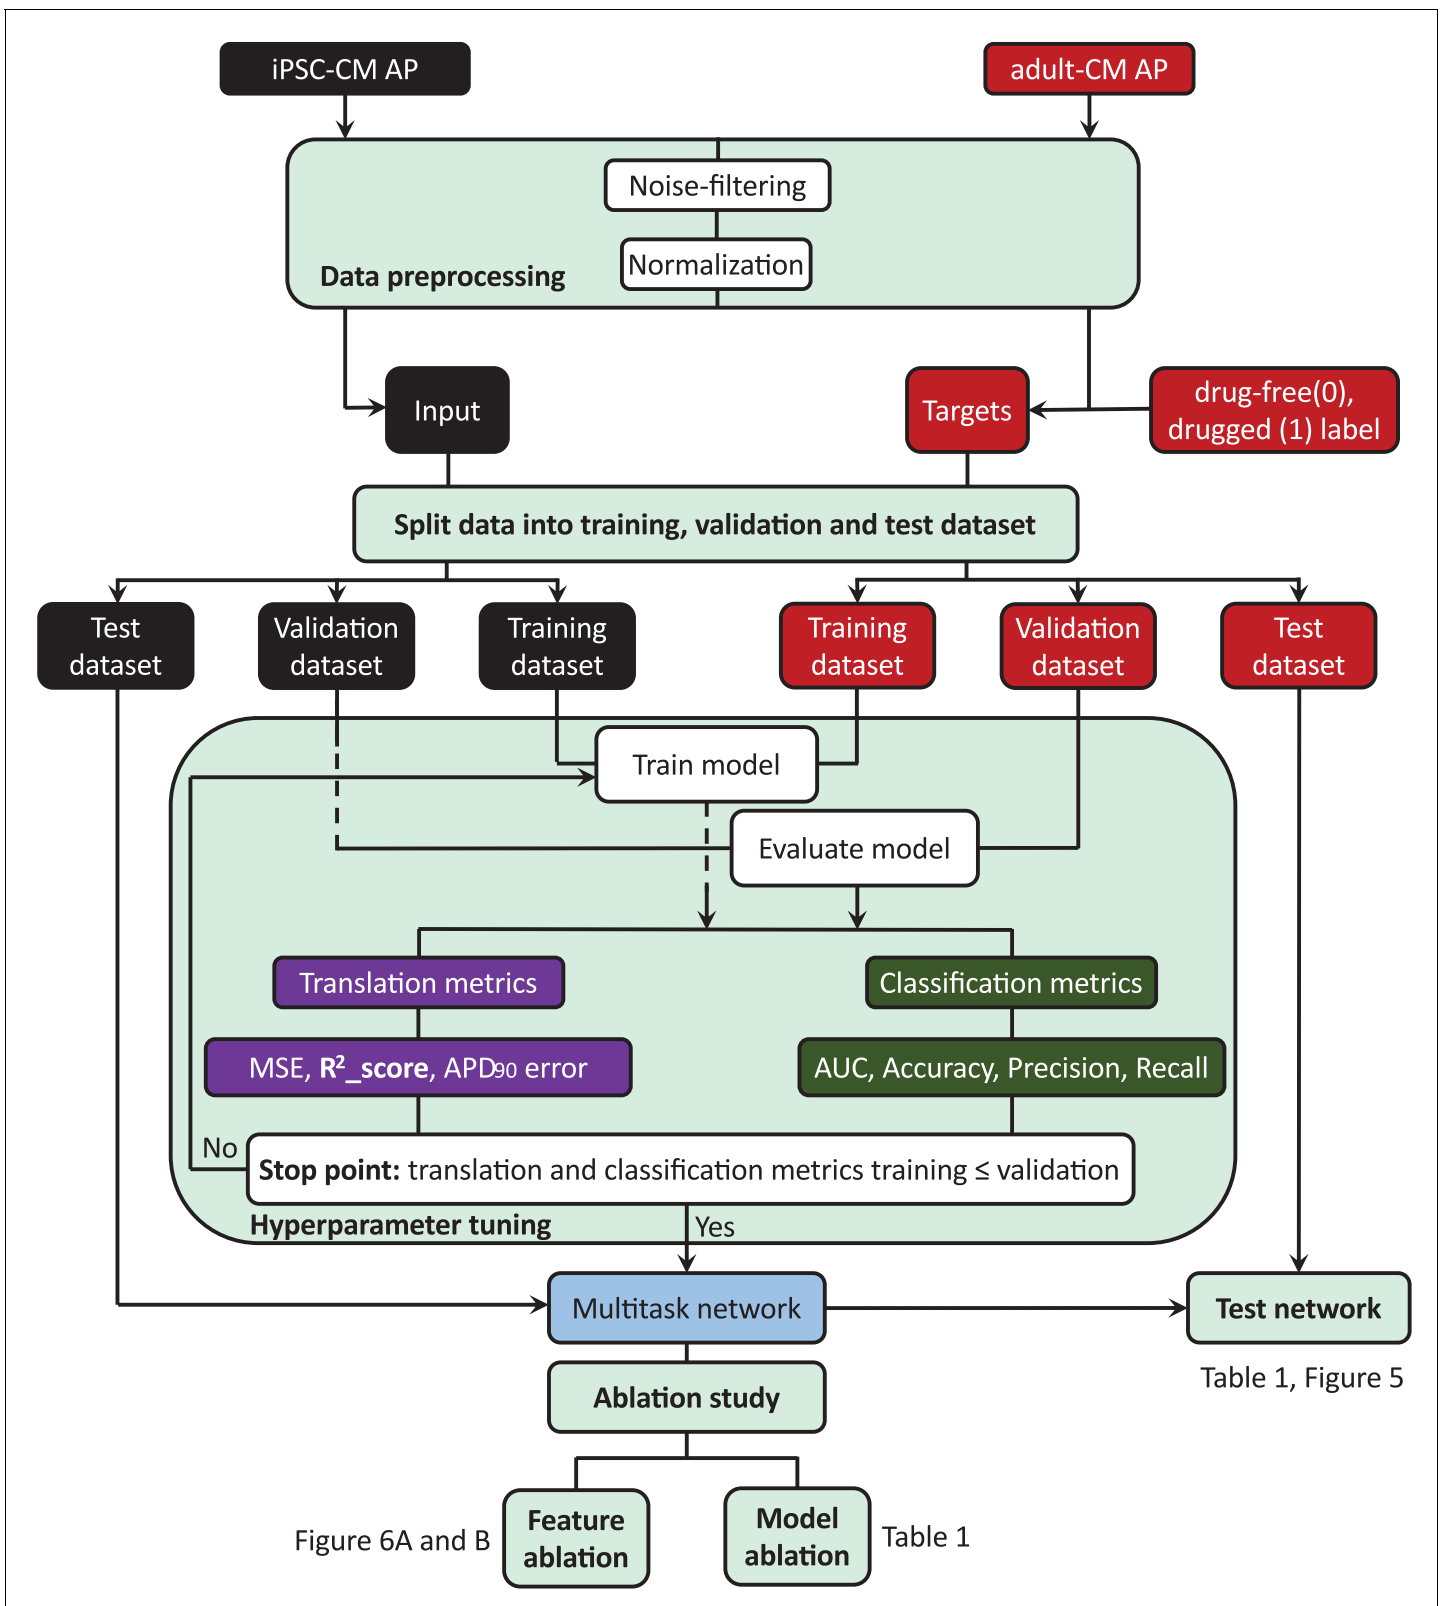 iPSC-CM AP
adult-CM AP
Noise-filtering
Normalization
Data preprocessing
Input
Targets
drug-free(0),
drugged (1) label
Split data into training, validation and test dataset
Test
dataset
Validation
dataset
Training
dataset
Training
dataset
Validation
dataset
Test
dataset
Train model
Evaluate model
Translation metrics
Classification metrics
MSE, R²_score, APD₉₀ error
AUC, Accuracy, Precision, Recall
No
Stop point: translation and classification metrics training ≤ validation
Hyperparameter tuning
Yes
Multitask network
Test network
Table 1, Figure 5
Ablation study
Figure 6A and B
Feature
ablation
Model
ablation
Table 1